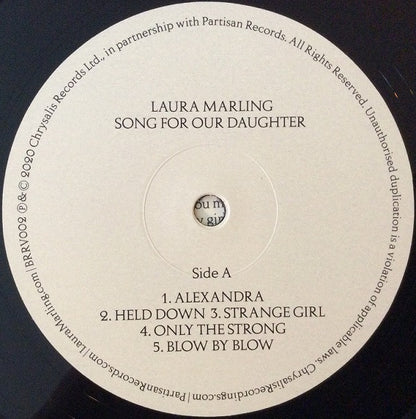 LAURA MARLING
SONG FOR OUR DAUGHTER
ou m
y girl
Side A
1. ALEXANDRA
2. HELD DOWN 3. STRANGE GIRL
4. ONLY THE STRONG
5. BLOW BY BLOW
BRRV002 ℗ & © 2020 Chrysalis Records Ltd., in partnership with Partisan Records. All Rights Reserved. Unauthorised duplication is a violation of applicable laws. ChrysalisRecordings.com | PartisanRecords.com | LauraMarling.com |